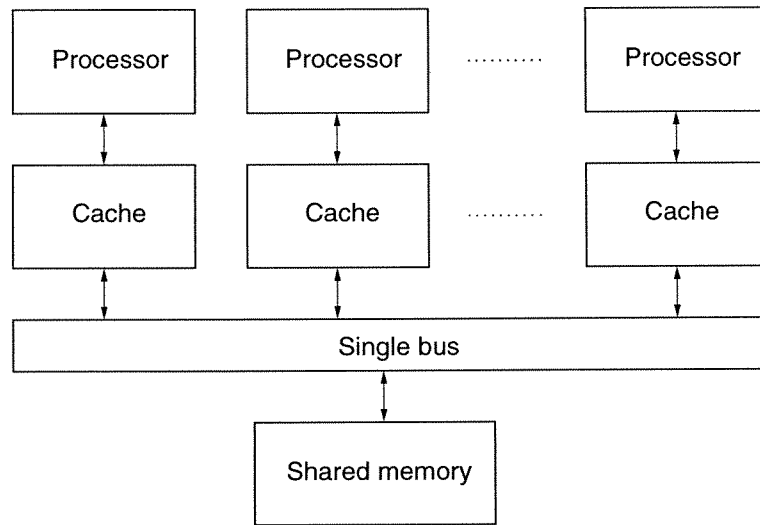 Processor
Processor
Processor
Cache
Cache
Cache
Single bus
Shared memory